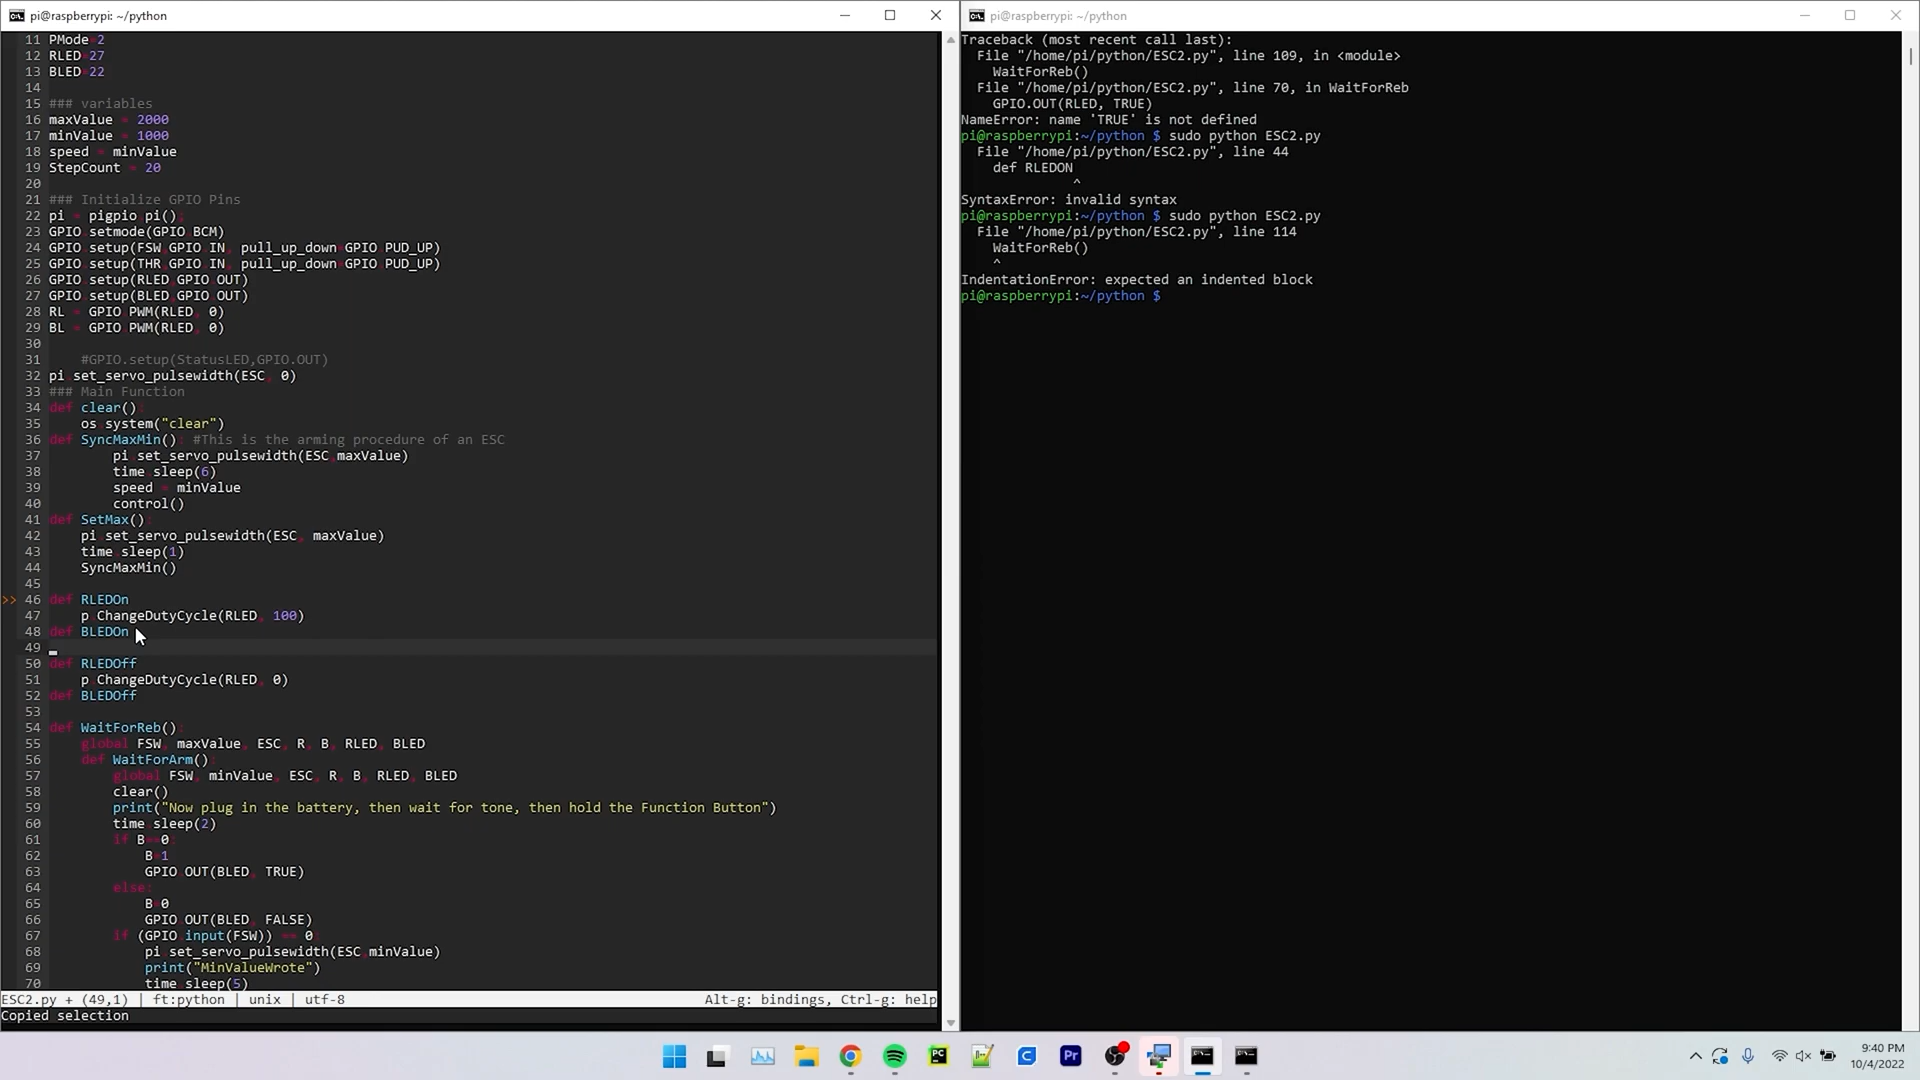 pi@raspberrypi: ~/python
11 PMode=2
12 RLED=27
13 BLED=22
14
15 ### variables
16 maxValue = 2000
17 minValue = 1000
18 speed = minValue
19 StepCount = 20
20
21 ### Initialize GPIO Pins
22 pi = pigpio.pi();
23 GPIO.setmode(GPIO.BCM)
24 GPIO.setup(FSW,GPIO.IN, pull_up_down=GPIO.PUD_UP)
25 GPIO.setup(THR,GPIO.IN, pull_up_down=GPIO.PUD_UP)
26 GPIO.setup(RLED,GPIO.OUT)
27 GPIO.setup(BLED,GPIO.OUT)
28 RL = GPIO.PWM(RLED, 0)
29 BL = GPIO.PWM(RLED, 0)
30
31 #GPIO.setup(StatusLED,GPIO.OUT)
32 pi.set_servo_pulsewidth(ESC, 0)
33 ### Main Function
34 def clear():
35 os.system("clear")
36 def SyncMaxMin(): #This is the arming procedure of an ESC
37 pi.set_servo_pulsewidth(ESC,maxValue)
38 time.sleep(6)
39 speed = minValue
40 control()
41 def SetMax():
42 pi.set_servo_pulsewidth(ESC, maxValue)
43 time.sleep(1)
44 SyncMaxMin()
45
>> 46 def RLEDOn
47 p.ChangeDutyCycle(RLED, 100)
48 def BLEDOn
49
50 def RLEDOff
51 p.ChangeDutyCycle(RLED, 0)
52 def BLEDOff
53
54 def WaitForReb():
55 global FSW, maxValue, ESC, R, B, RLED, BLED
56 def WaitForArm():
57 global FSW, minValue, ESC, R, B, RLED, BLED
58 clear()
59 print("Now plug in the battery, then wait for tone, then hold the Function Button")
60 time.sleep(2)
61 if B==0:
62 B=1
63 GPIO.OUT(BLED, TRUE)
64 else:
65 B=0
66 GPIO.OUT(BLED, FALSE)
67 if (GPIO.input(FSW)) == 0:
68 pi.set_servo_pulsewidth(ESC,minValue)
69 print("MinValueWrote")
70 time.sleep(5)
ESC2.py + (49,1) | ft:python | unix | utf-8 Alt-g: bindings, Ctrl-g: help
Copied selection
pi@raspberrypi: ~/python
Traceback (most recent call last):
File "/home/pi/python/ESC2.py", line 109, in <module>
WaitForReb()
File "/home/pi/python/ESC2.py", line 70, in WaitForReb
GPIO.OUT(RLED, TRUE)
NameError: name 'TRUE' is not defined
pi@raspberrypi:~/python $ sudo python ESC2.py
File "/home/pi/python/ESC2.py", line 44
def RLEDON
^
SyntaxError: invalid syntax
pi@raspberrypi:~/python $ sudo python ESC2.py
File "/home/pi/python/ESC2.py", line 114
WaitForReb()
^
IndentationError: expected an indented block
pi@raspberrypi:~/python $
PC
C
Pr
9:40 PM
10/4/2022